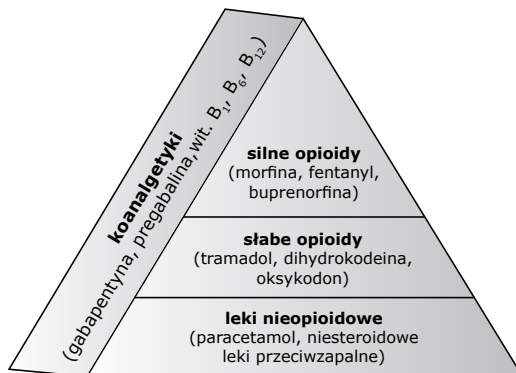 koanalgetyki
(gabapentyna, pregabalina, wit. B1, B6, B12)
silne opioidy
(morfina, fentanyl,
buprenorfina)
słabe opioidy
(tramadol, dihydrokodeina,
oksykodon)
leki nieopioidowe
(paracetamol, niesteroidowe
leki przeciwzapalne)